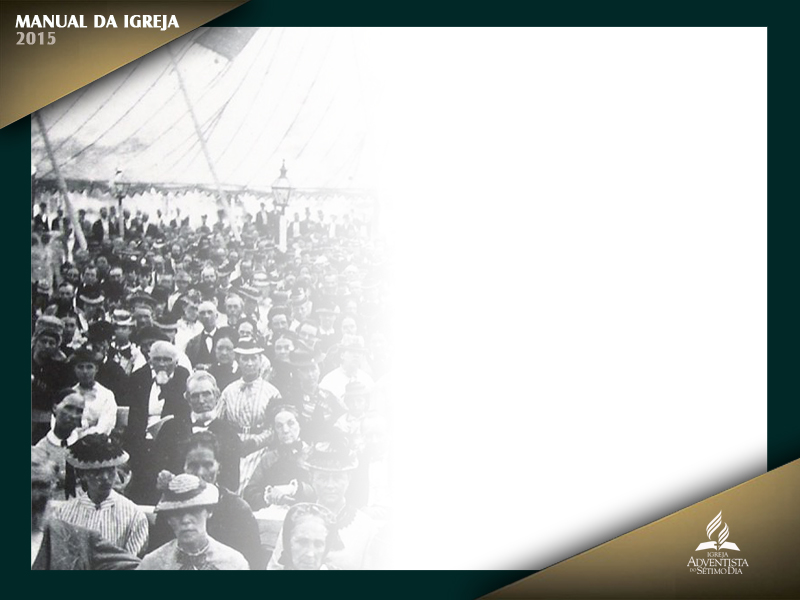 MANUAL DA IGREJA
2015
IGREJA
ADVENTISTA
DO SÉTIMO DIA